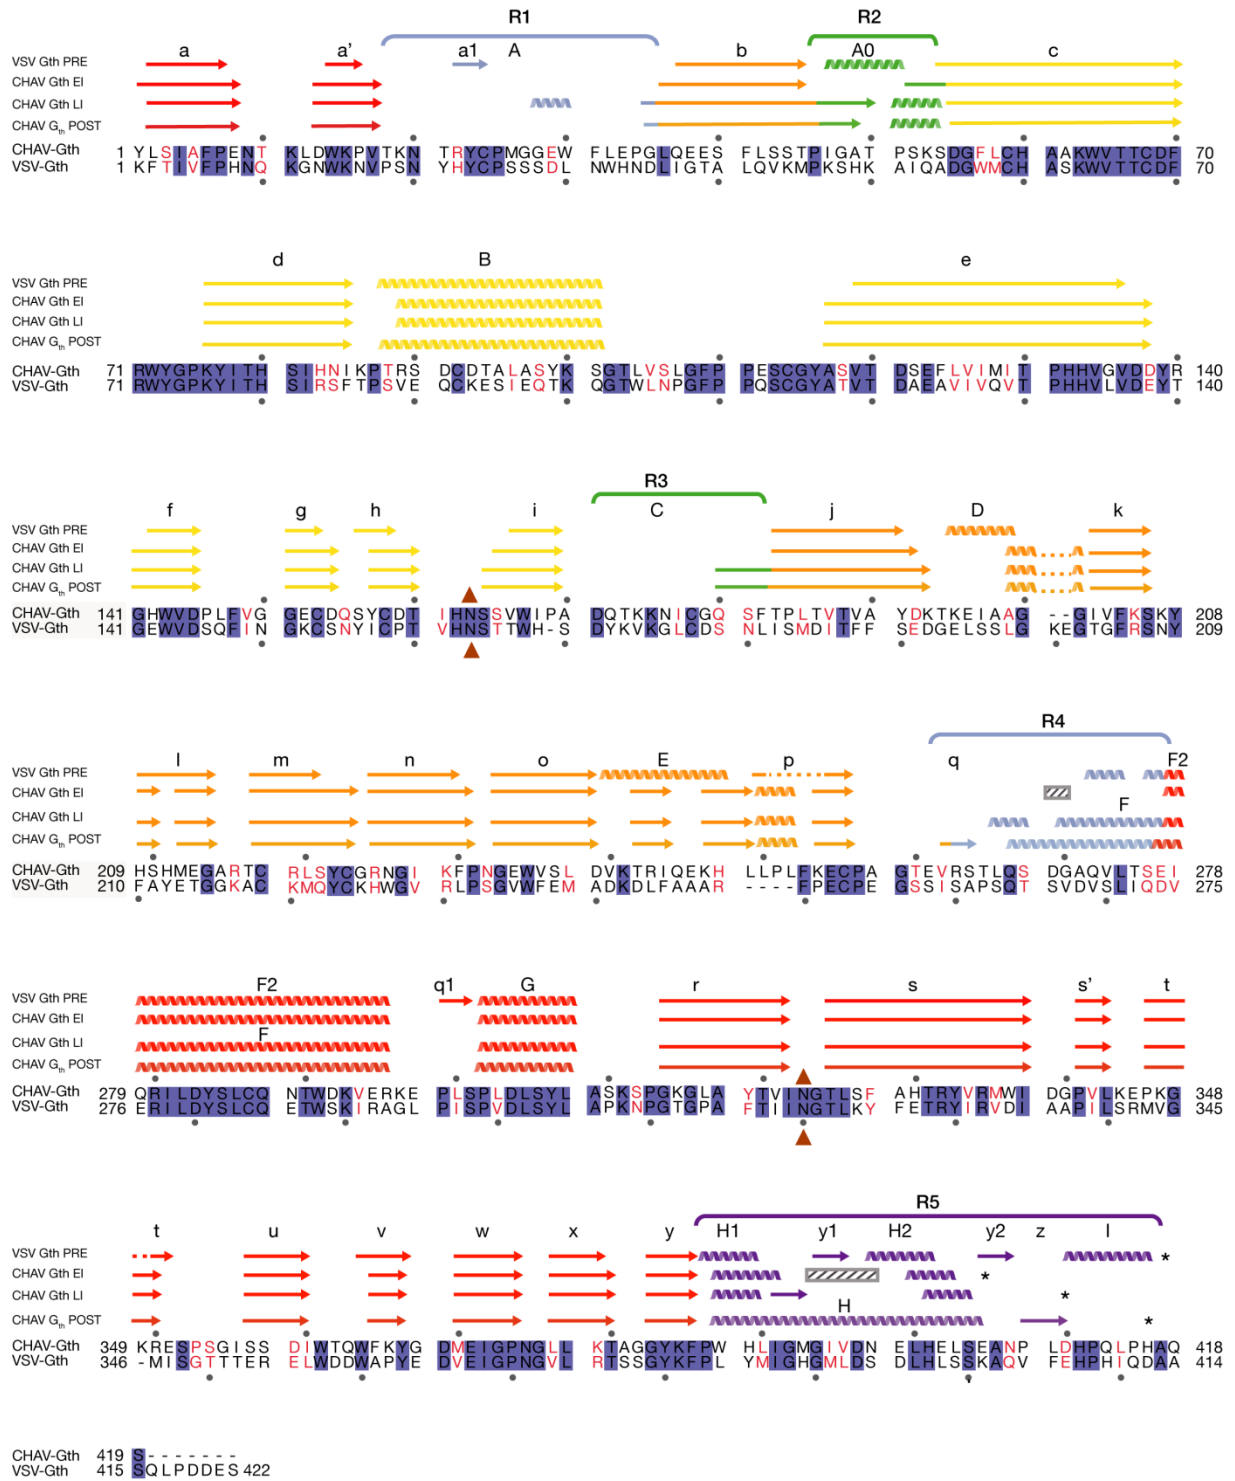 R1 R2
a a' a1 A b A0 c
VSV Gth PRE
CHAV Gth EI
CHAV Gth LI
CHAV Gth POST
CHAV-Gth 1 YLSIAFPENT KLDWKPVTKN TRYCPMGGEW FLEPGLQEES FLSSTPIGAT PSKSDGFLCH AAKWVTTCDF 70
VSV-Gth 1 KFTIVFPHNQ KGNWKNVPSN YHYCPSSSDL NWHNDLIGTA LQVKMPKSHK AIQADGWMCH ASKWVTTCDF 70
d B e
VSV Gth PRE
CHAV Gth EI
CHAV Gth LI
CHAV Gth POST
CHAV-Gth 71 RWYGPKYITH SIHNIKPTRS DCDTALASYK SGTLVSLGFP PESCGYASVT DSEFLVIMIT PHHVGVDDYR 140
VSV-Gth 71 RWYGPKYITH SIRSFTPSVE QCKESIEQTK QGTWLNPGFP PQSCGYATVT DAEAVIVQVT PHHVLVDEYT 140
R3
f g h i C j D k
VSV Gth PRE
CHAV Gth EI
CHAV Gth LI
CHAV Gth POST
CHAV-Gth 141 GHWVDPLFVG GECDQSYCDT IHNSSVWIPA DQTKKNICGQ SFTPLTVTVA YDKTKEIAAG --GIVFKSKY 208
VSV-Gth 141 GEWVDSQFIN GKCSNYICPT VHNSTTWH-S DYKVKGLCDS NLISMDITFF SEDGELSSLG KEGTGFRSNY 209
R4
l m n o E p q F2
VSV Gth PRE
CHAV Gth EI
F
CHAV Gth LI
CHAV Gth POST
CHAV-Gth 209 HSHMEGARTC RLSYCGRNGI KFPNGEWVSL DVKTRIQEKH LLPLFKECPA GTEVRSTLQS DGAQVLTSEI 278
VSV-Gth 210 FAYETGGKAC KMQYCKHWGV RLPSGVWFEM ADKDLFAAAR ----FPECPE GSSISAPSQT SVDVSLIQDV 275
F2 q1 G r s s' t
VSV Gth PRE
CHAV Gth EI
F
CHAV Gth LI
CHAV Gth POST
CHAV-Gth 279 QRILDYSLCQ NTWDKVERKE PLSPLDLSYL ASKSPGKGLA YTVINGTLSF AHTRYVRMWI DGPVLKEPKG 348
VSV-Gth 276 ERILDYSLCQ ETWSKIRAGL PISPVDLSYL APKNPGTGPA FTIINGTLKY FETRYIRVDI AAPILSRMVG 345
R5
t u v w x y H1 y1 H2 y2 z I
VSV Gth PRE *
CHAV Gth EI *
CHAV Gth LI *
H
CHAV Gth POST *
CHAV-Gth 349 KRESPSGISS DIWTQWFKYG DMEIGPNGLL KTAGGYKFPW HLIGMGIVDN ELHELSEANP LDHPQLPHAQ 418
VSV-Gth 346 -MISGTTTER ELWDDWAPYE DVEIGPNGVL RTSSGYKFPL YMIGHGMLDS DLHLSSKAQV FEHPHIQDAA 414
CHAV-Gth 419 S-------
VSV-Gth 415 SQLPDDES 422